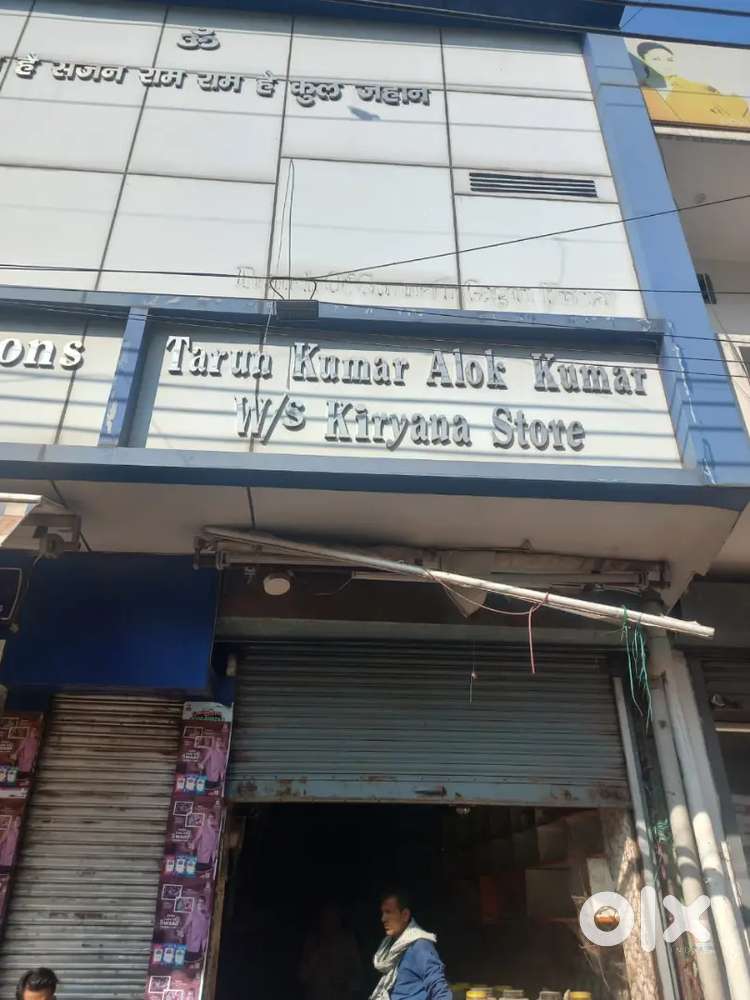 ॐ
है सजन राम राम है कुल जहान
ons
Tarun Kumar Alok Kumar
W/s Kiryana Store
olx